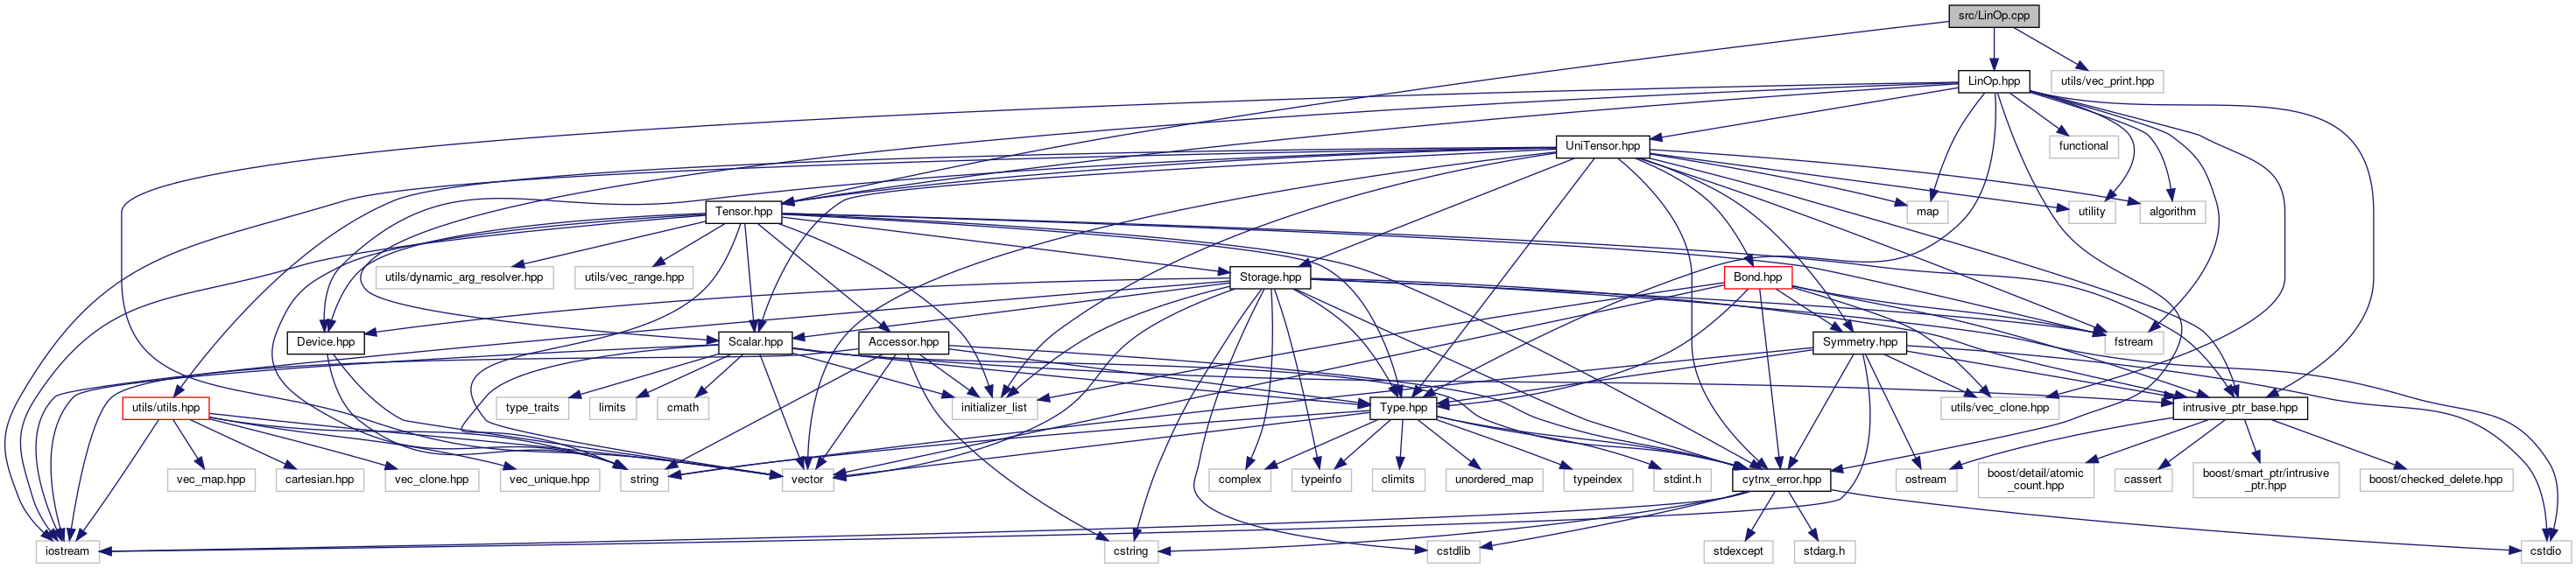 src/LinOp.cpp
LinOp.hpp
utils/vec_print.hpp
UniTensor.hpp
functional
Tensor.hpp
map
utility
algorithm
utils/dynamic_arg_resolver.hpp
utils/vec_range.hpp
Storage.hpp
Bond.hpp
Device.hpp
Scalar.hpp
Accessor.hpp
Symmetry.hpp
fstream
utils/utils.hpp
type_traits
limits
cmath
initializer_list
Type.hpp
utils/vec_clone.hpp
intrusive_ptr_base.hpp
vec_map.hpp
cartesian.hpp
vec_clone.hpp
vec_unique.hpp
string
vector
complex
typeinfo
climits
unordered_map
typeindex
stdint.h
cytnx_error.hpp
ostream
boost/detail/atomic
_count.hpp
cassert
boost/smart_ptr/intrusive
_ptr.hpp
boost/checked_delete.hpp
iostream
cstring
cstdlib
stdexcept
stdarg.h
cstdio